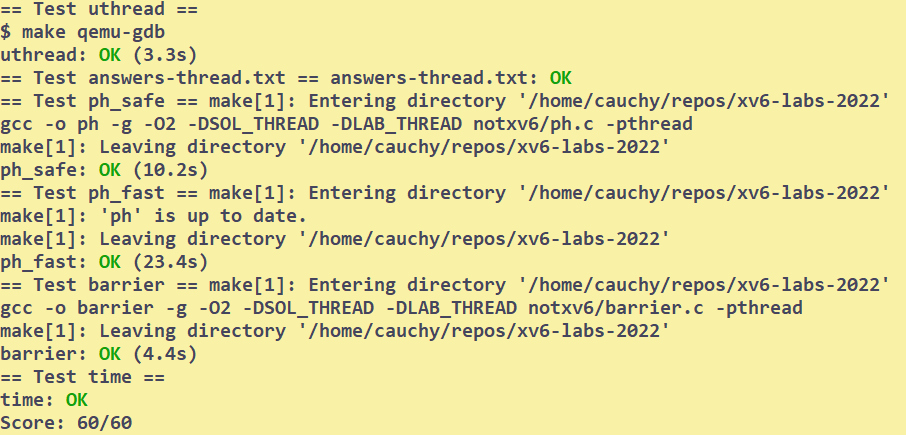 == Test uthread ==
$ make qemu-gdb
uthread: OK (3.3s)
== Test answers-thread.txt == answers-thread.txt: OK
== Test ph_safe == make[1]: Entering directory '/home/cauchy/repos/xv6-labs-2022'
gcc -o ph -g -O2 -DSOL_THREAD -DLAB_THREAD notxv6/ph.c -pthread
make[1]: Leaving directory '/home/cauchy/repos/xv6-labs-2022'
ph_safe: OK (10.2s)
== Test ph_fast == make[1]: Entering directory '/home/cauchy/repos/xv6-labs-2022'
make[1]: 'ph' is up to date.
make[1]: Leaving directory '/home/cauchy/repos/xv6-labs-2022'
ph_fast: OK (23.4s)
== Test barrier == make[1]: Entering directory '/home/cauchy/repos/xv6-labs-2022'
gcc -o barrier -g -O2 -DSOL_THREAD -DLAB_THREAD notxv6/barrier.c -pthread
make[1]: Leaving directory '/home/cauchy/repos/xv6-labs-2022'
barrier: OK (4.4s)
== Test time ==
time: OK
Score: 60/60